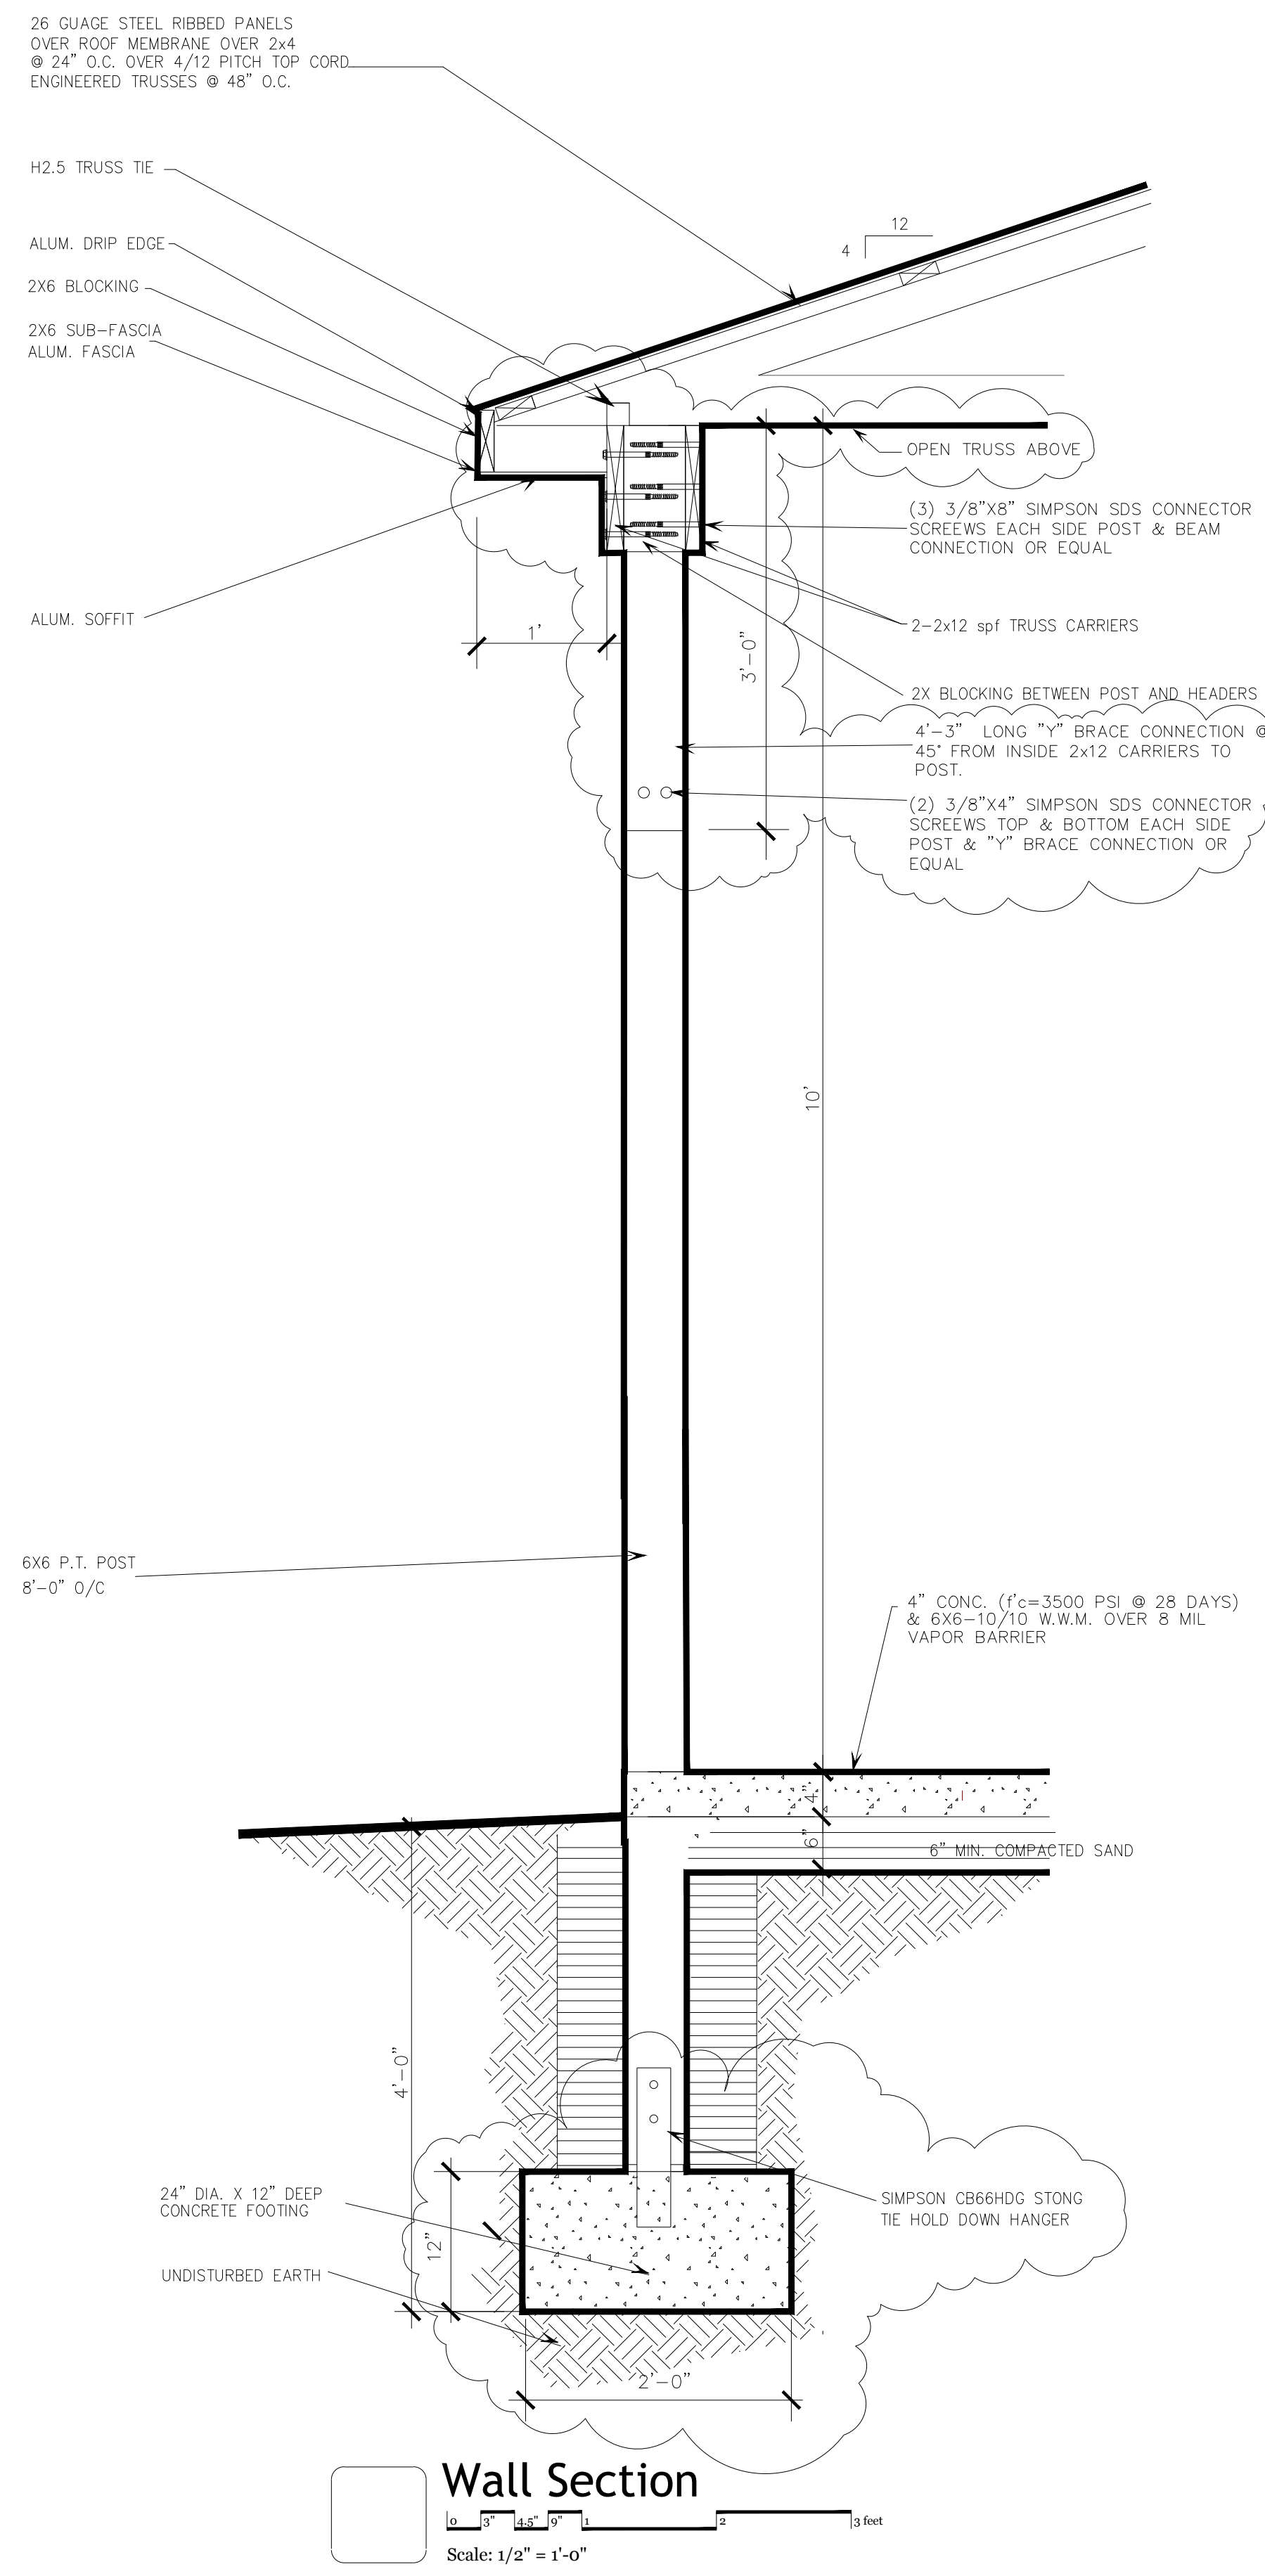 26 GUAGE STEEL RIBBED PANELS
OVER ROOF MEMBRANE OVER 2x4
@ 24" O.C. OVER 4/12 PITCH TOP CORD
ENGINEERED TRUSSES @ 48" O.C.
H2.5 TRUSS TIE
ALUM. DRIP EDGE
2X6 BLOCKING
2X6 SUB-FASCIA
ALUM. FASCIA
12
4
OPEN TRUSS ABOVE
(3) 3/8"X8" SIMPSON SDS CONNECTOR
SCREEWS EACH SIDE POST & BEAM
CONNECTION OR EQUAL
ALUM. SOFFIT
1'
3'-0"
2-2x12 spf TRUSS CARRIERS
2X BLOCKING BETWEEN POST AND HEADERS
4'-3" LONG "Y" BRACE CONNECTION @
45° FROM INSIDE 2x12 CARRIERS TO
POST.
(2) 3/8"X4" SIMPSON SDS CONNECTOR
SCREEWS TOP & BOTTOM EACH SIDE
POST & "Y" BRACE CONNECTION OR
EQUAL
10'
6X6 P.T. POST
8'-0" O/C
4" CONC. (f'c=3500 PSI @ 28 DAYS)
& 6X6-10/10 W.W.M. OVER 8 MIL
VAPOR BARRIER
4"
6"
6" MIN. COMPACTED SAND
4'-0"
24" DIA. X 12" DEEP
CONCRETE FOOTING
12"
SIMPSON CB66HDG STONG
TIE HOLD DOWN HANGER
UNDISTURBED EARTH
2'-0"
Wall Section
0 3" 4.5" 9" 1 2 3 feet
Scale: 1/2" = 1'-0"